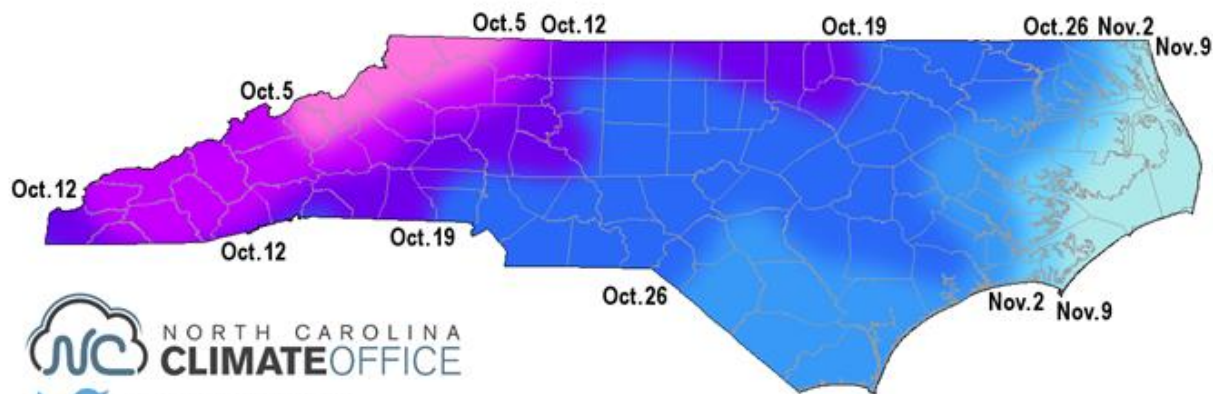 Oct.5 Oct.12 Oct.19 Oct.26 Nov.2
Nov.9
Oct.5
Oct.12
Oct.12
Oct.19
Oct.26
Nov.2
Nov.9
NC NORTH CAROLINA
CLIMATEOFFICE